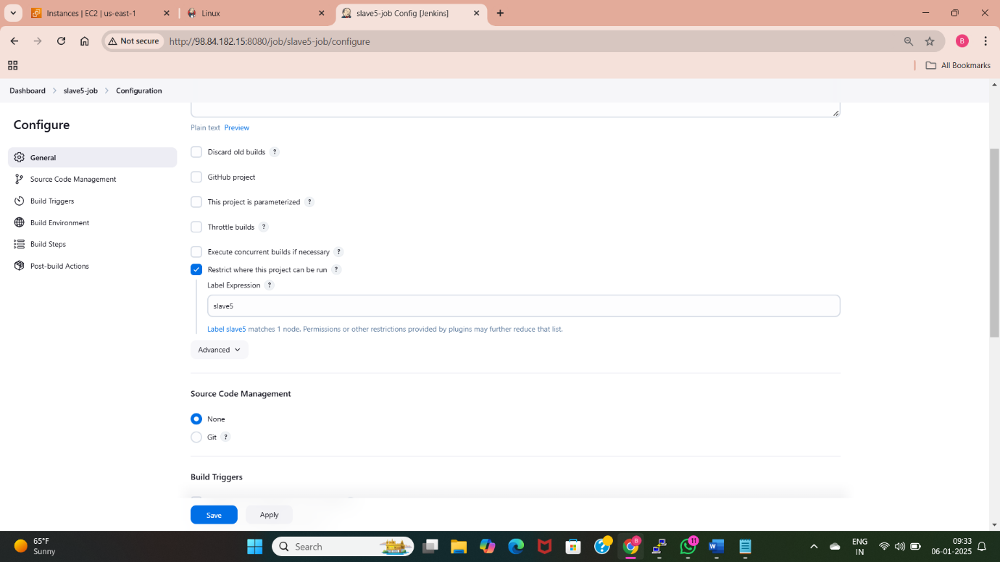 Instances | EC2 | us-east-1
Linux
slave5-job Config [Jenkins]
Not secure
http://98.84.182.15:8080/job/slave5-job/configure
B
All Bookmarks
Dashboard > slave5-job > Configuration
Configure
General
Source Code Management
Build Triggers
Build Environment
Build Steps
Post-build Actions
Plain text Preview
Discard old builds ?
GitHub project
This project is parameterized ?
Throttle builds ?
Execute concurrent builds if necessary ?
Restrict where this project can be run ?
Label Expression ?
slave5
Label slave5 matches 1 node. Permissions or other restrictions provided by plugins may further reduce that list.
Advanced
Source Code Management
None
Git ?
Build Triggers
Save
Apply
65°F
Sunny
Search
B
11
ENG
IN
09:33
06-01-2025